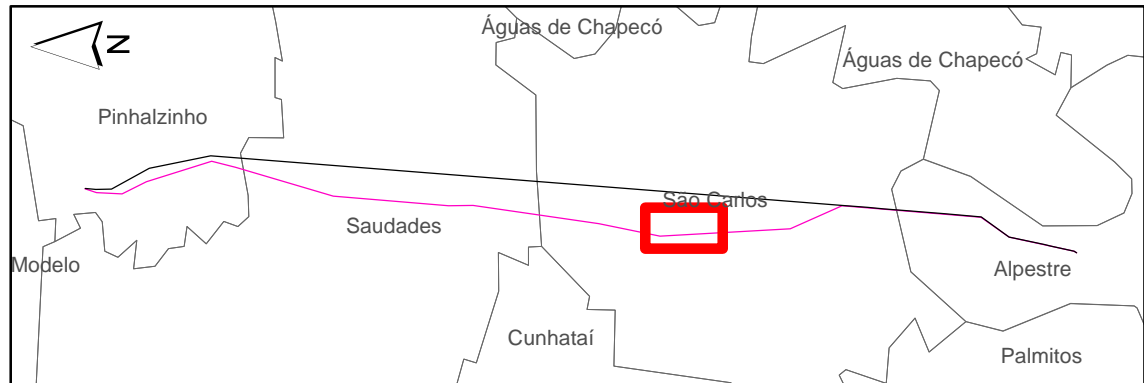 Águas de Chapecó
N
Águas de Chapecó
Pinhalzinho
São Carlos
Saudades
Modelo
Alpestre
Cunhataí
Palmitos